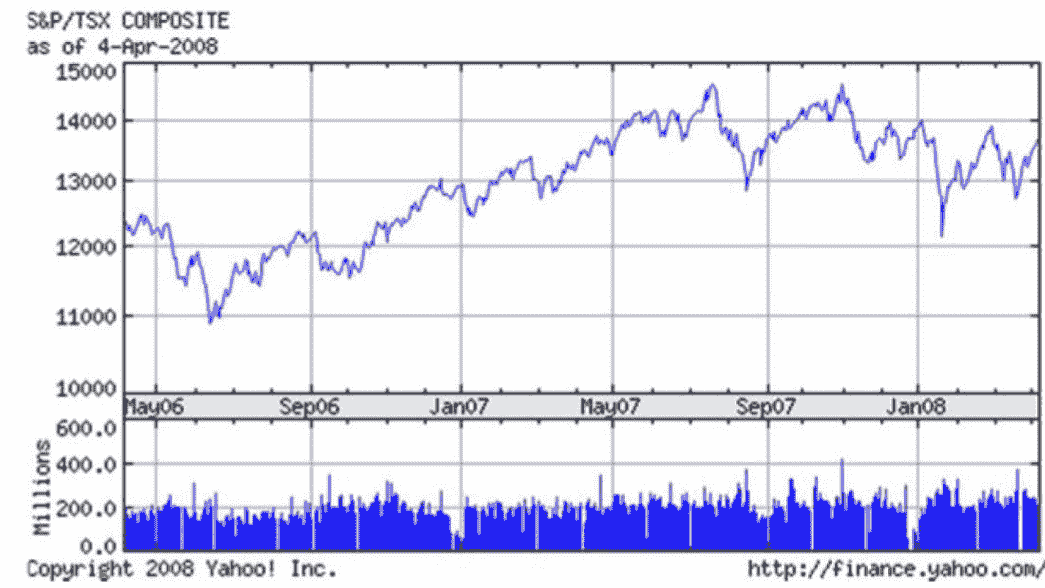 S&P/TSX COMPOSITE
as of 4-Apr-2008
15000
14000
13000
12000
11000
10000
May06 Sep06 Jan07 May07 Sep07 Jan08
600.0
400.0
200.0
0.0
Millions
Copyright 2008 Yahoo! Inc. http://finance.yahoo.com/